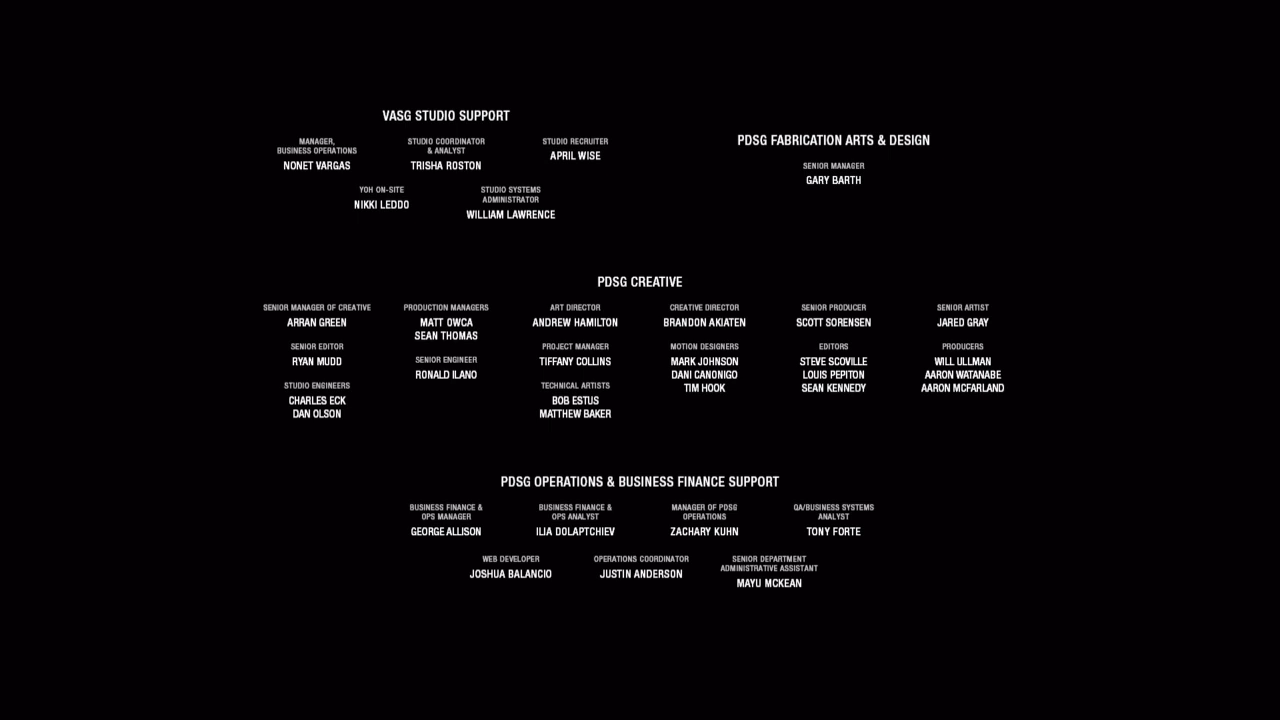 VASG STUDIO SUPPORT
MANAGER,
BUSINESS OPERATIONS
NONET VARGAS
STUDIO COORDINATOR
& ANALYST
TRISHA ROSTON
STUDIO RECRUITER
APRIL WISE
YOH ON-SITE
NIKKI LEDDO
STUDIO SYSTEMS
ADMINISTRATOR
WILLIAM LAWRENCE
PDSG FABRICATION ARTS & DESIGN
SENIOR MANAGER
GARY BARTH
PDSG CREATIVE
SENIOR MANAGER OF CREATIVE
ARRAN GREEN
SENIOR EDITOR
RYAN MUDD
STUDIO ENGINEERS
CHARLES ECK
DAN OLSON
PRODUCTION MANAGERS
MATT OWCA
SEAN THOMAS
SENIOR ENGINEER
RONALD ILANO
ART DIRECTOR
ANDREW HAMILTON
PROJECT MANAGER
TIFFANY COLLINS
TECHNICAL ARTISTS
BOB ESTUS
MATTHEW BAKER
CREATIVE DIRECTOR
BRANDON AKIATEN
MOTION DESIGNERS
MARK JOHNSON
DANI CANONIGO
TIM HOOK
SENIOR PRODUCER
SCOTT SORENSEN
EDITORS
STEVE SCOVILLE
LOUIS PEPITON
SEAN KENNEDY
SENIOR ARTIST
JARED GRAY
PRODUCERS
WILL ULLMAN
AARON WATANABE
AARON MCFARLAND
PDSG OPERATIONS & BUSINESS FINANCE SUPPORT
BUSINESS FINANCE &
OPS MANAGER
GEORGE ALLISON
BUSINESS FINANCE &
OPS ANALYST
ILIA DOLAPTCHIEV
MANAGER OF PDSG
OPERATIONS
ZACHARY KUHN
QA/BUSINESS SYSTEMS
ANALYST
TONY FORTE
WEB DEVELOPER
JOSHUA BALANCIO
OPERATIONS COORDINATOR
JUSTIN ANDERSON
SENIOR DEPARTMENT
ADMINISTRATIVE ASSISTANT
MAYU MCKEAN